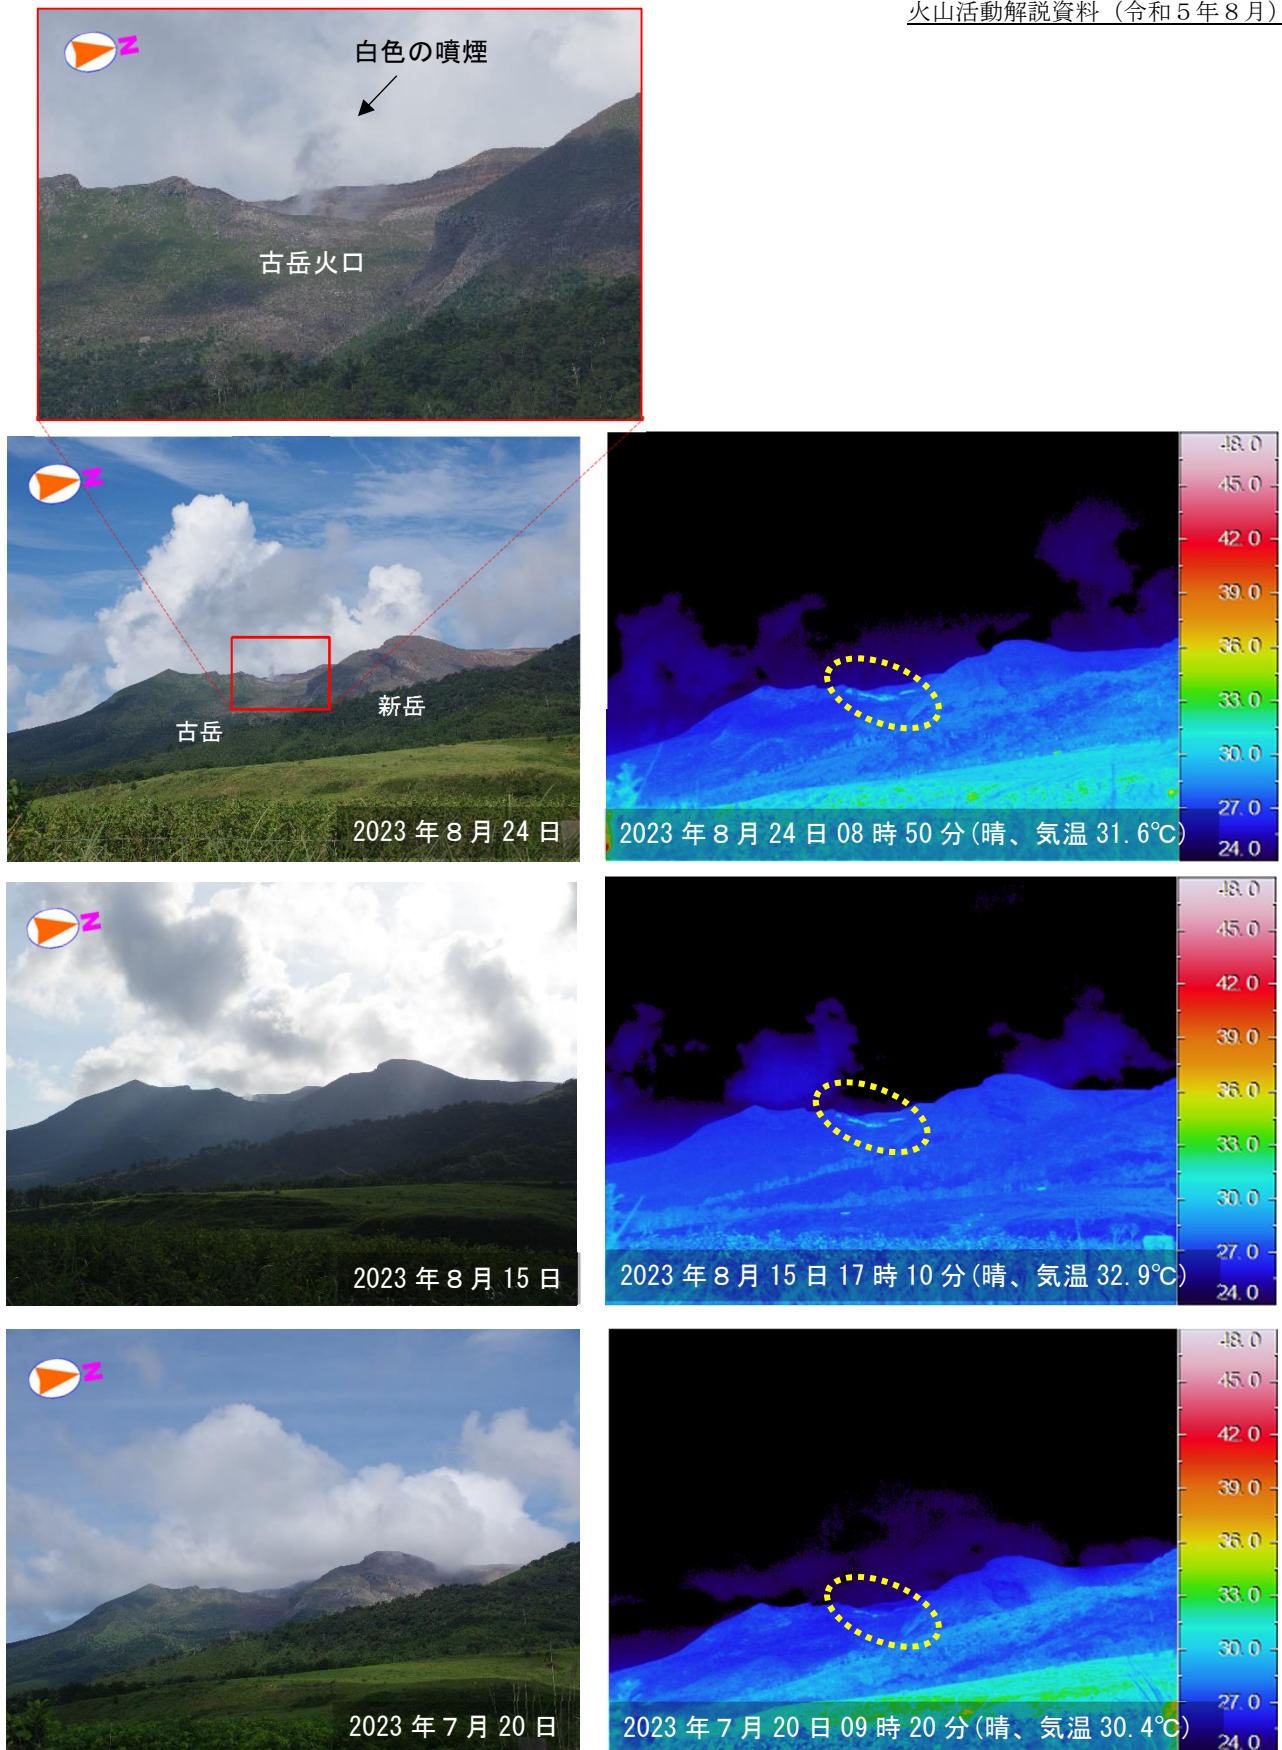 火山活動解説資料（令和５年８月）
N
白色の噴煙
古岳火口
N
古岳
新岳
2023 年８月 24 日
48.0
45.0
42.0
39.0
36.0
33.0
30.0
27.0
24.0
2023 年８月 24 日 08 時 50 分(晴、気温 31.6℃)
N
2023 年８月 15 日
48.0
45.0
42.0
39.0
36.0
33.0
30.0
27.0
24.0
2023 年８月 15 日 17 時 10 分(晴、気温 32.9℃)
N
2023 年７月 20 日
48.0
45.0
42.0
39.0
36.0
33.0
30.0
27.0
24.0
2023 年７月 20 日 09 時 20 分(晴、気温 30.4℃)